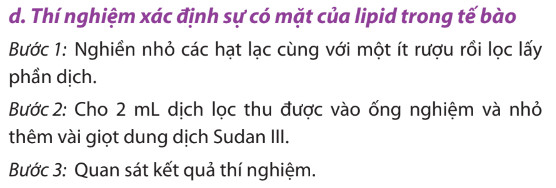 d. Thí nghiệm xác định sự có mặt của lipid trong tế bào
Bước 1: Nghiền nhỏ các hạt lạc cùng với một ít rượu rồi lọc lấy
phần dịch.
Bước 2: Cho 2 mL dịch lọc thu được vào ống nghiệm và nhỏ
thêm vài giọt dung dịch Sudan III.
Bước 3: Quan sát kết quả thí nghiệm.